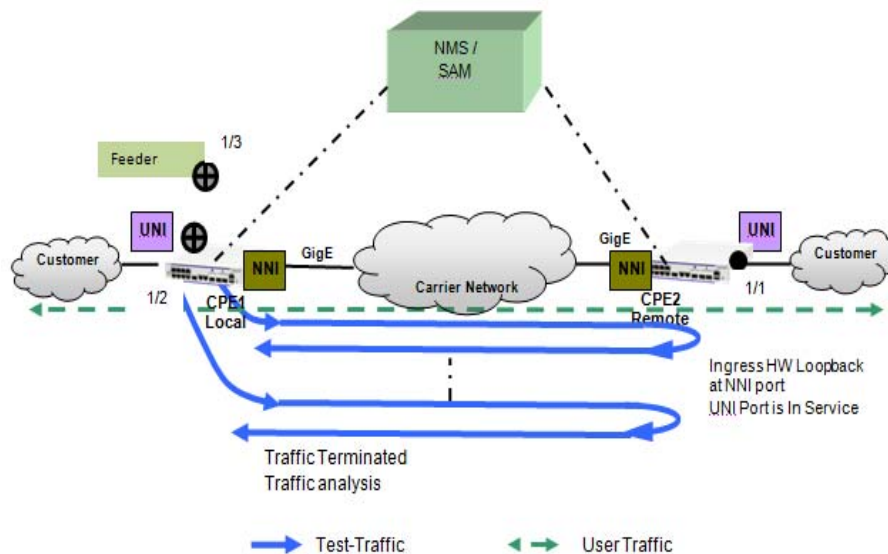 NMS /
SAM
1/3
Feeder
UNI
UNI
Customer
NNI
GigE
Carrier Network
GigE
NNI
Customer
1/2
CPE1
Local
CPE2
Remote
1/1
Ingress HW Loopback
at NNI port
UNI Port is In Service
Traffic Terminated
Traffic analysis
Test-Traffic
User Traffic